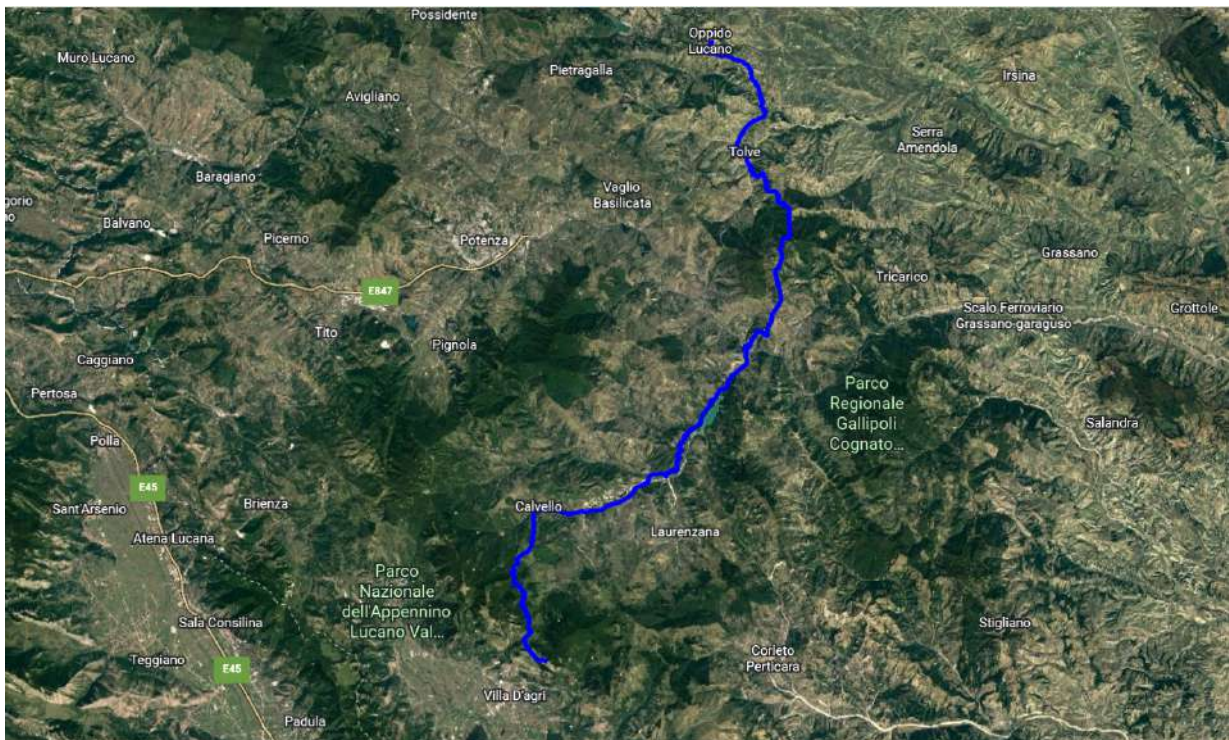 Possidente
Oppido
Lucano
Muro Lucano
Pietragalla
Irsina
Avigliano
Serra
Amendola
Tolve
Baragiano
Vaglio
Basilicata
Balvano
Picerno
Potenza
Grassano
Tricarico
E847
Scalo Ferroviario
Grassano-garaguso
Grottole
Tito
Pignola
Caggiano
Pertosa
Parco
Regionale
Gallipoli
Cognato...
Salandra
Polla
E45
Sant'Arsenio
Brienza
Calvello
Atena Lucana
Laurenzana
Parco
Nazionale
dell'Appennino
Lucano Val...
Sala Consilina
Stigliano
Teggiano
E45
Corleto
Perticara
Villa D'agri
Padula